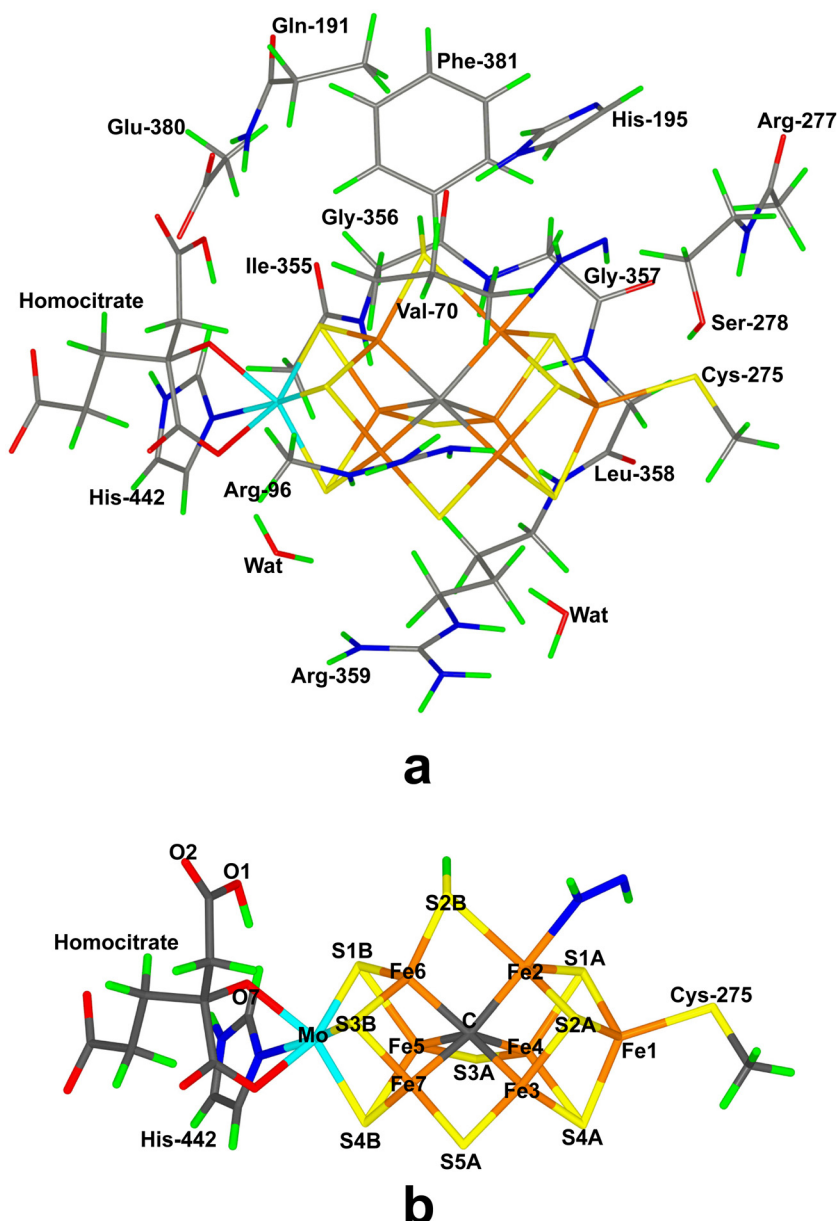 Gln-191
Phe-381
Glu-380
His-195
Arg-277
Gly-356
Ile-355
Gly-357
Homocitrate
Val-70
Ser-278
Cys-275
Leu-358
His-442
Arg-96
Wat
Wat
Arg-359
a
O2
O1
S2B
Homocitrate
S1B
Fe6
Fe2
S1A
Cys-275
O7
C
Mo
S3B
S2A
Fe5
Fe4
Fe1
S3A
Fe7
Fe3
His-442
S4B
S5A
S4A
b